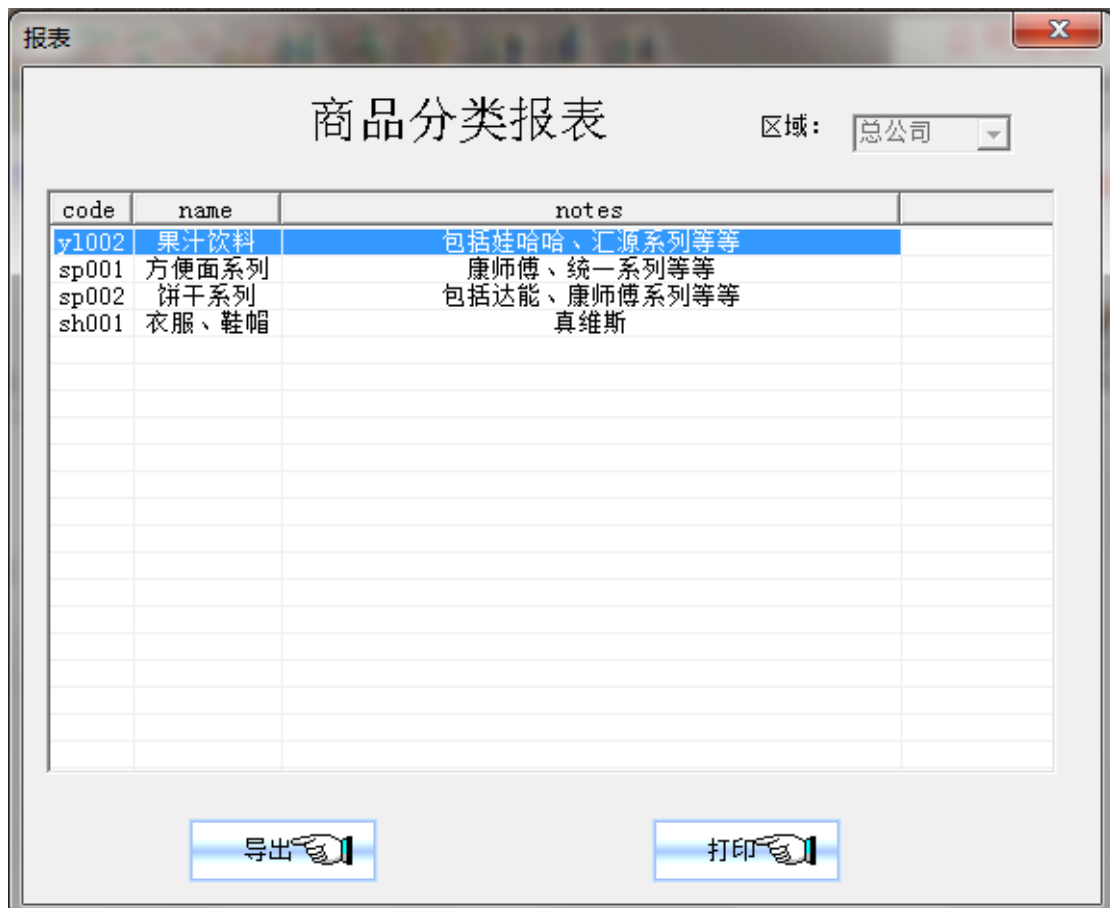 报表
商品分类报表 区域： 总公司
code name notes
yl002 果汁饮料 包括娃哈哈、汇源系列等等
sp001 方便面系列 康师傅、统一系列等等
sp002 饼干系列 包括达能、康师傅系列等等
sh001 衣服、鞋帽 真维斯
导出 打印